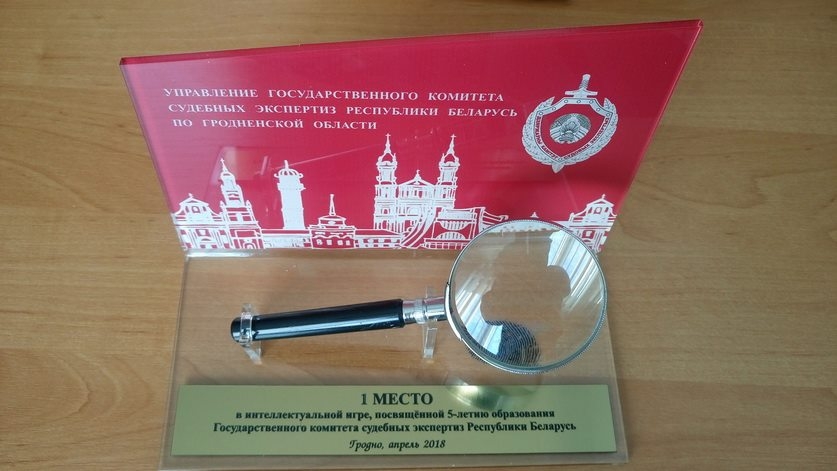 УПРАВЛЕНИЕ ГОСУДАРСТВЕННОГО КОМИТЕТА
СУДЕБНЫХ ЭКСПЕРТИЗ РЕСПУБЛИКИ БЕЛАРУСЬ
ПО ГРОДНЕНСКОЙ ОБЛАСТИ
1 МЕСТО
в интеллектуальной игре, посвящённой 5-летию образования
Государственного комитета судебных экспертиз Республики Беларусь
Гродно, апрель 2018